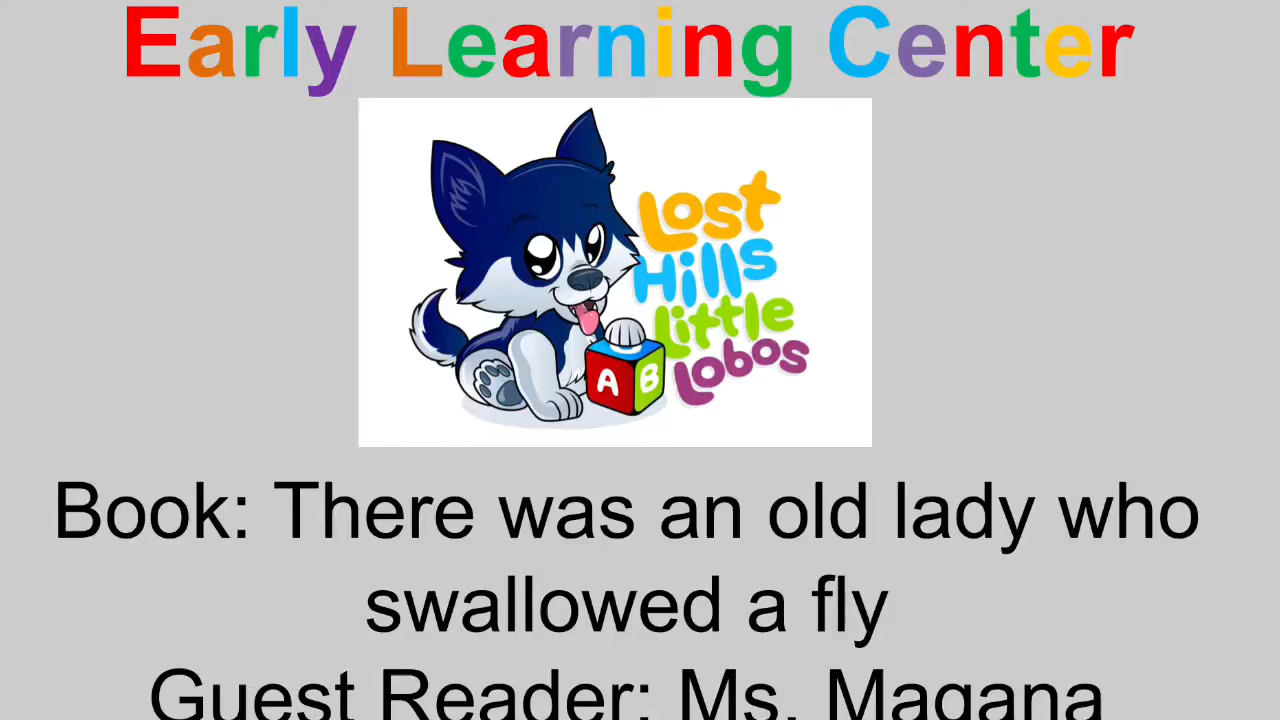 Early Learning Center
Lost
Hills
Little
Lobos
A B
Book: There was an old lady who
swallowed a fly
Guest Reader: Ms. Magana